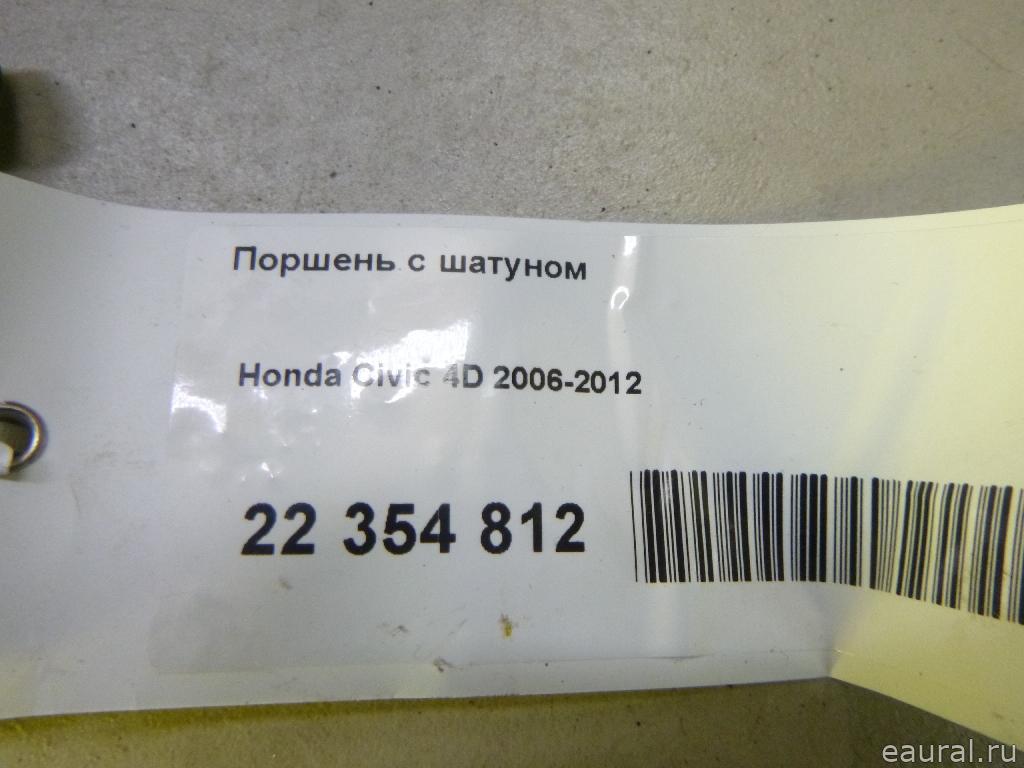 Поршень с шатуном
Honda Civic 4D 2006-2012
22 354 812
eaural.ru